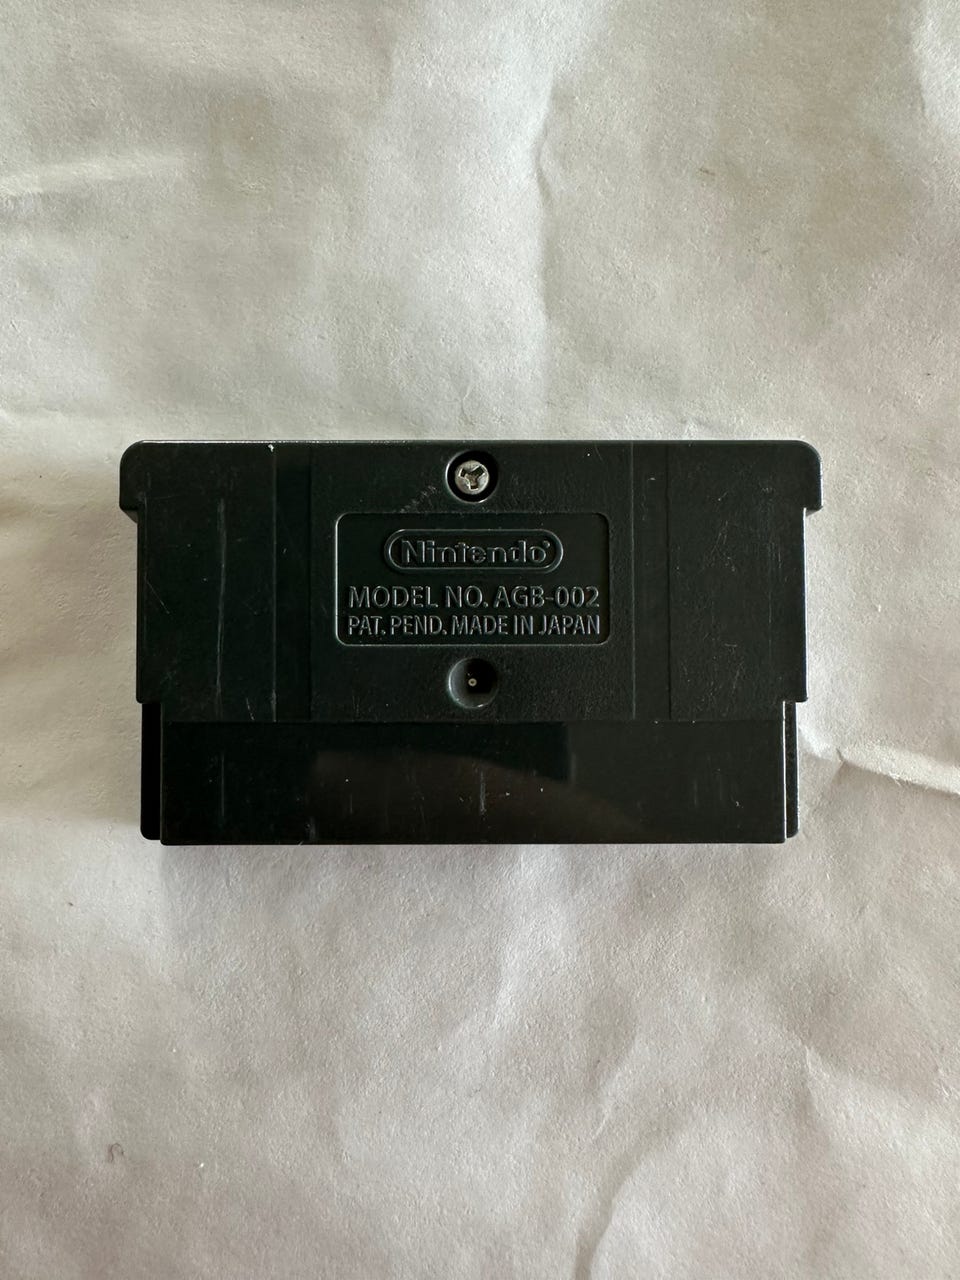 Nintendo®
MODEL NO. AGB-002
PAT. PEND. MADE IN JAPAN